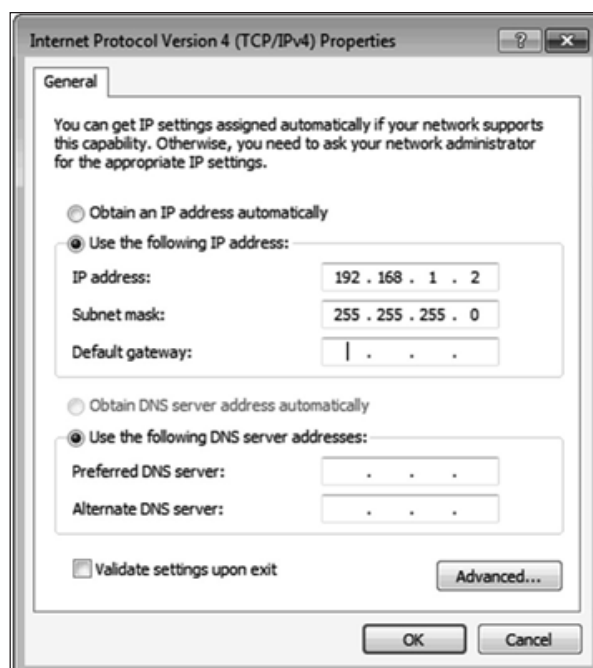 Internet Protocol Version 4 (TCP/IPv4) Properties
General
You can get IP settings assigned automatically if your network supports
this capability. Otherwise, you need to ask your network administrator
for the appropriate IP settings.
Obtain an IP address automatically
Use the following IP address:
IP address: 192 . 168 . 1 . 2
Subnet mask: 255 . 255 . 255 . 0
Default gateway: . . .
Obtain DNS server address automatically
Use the following DNS server addresses:
Preferred DNS server: . . .
Alternate DNS server: . . .
Validate settings upon exit
Advanced...
OK Cancel